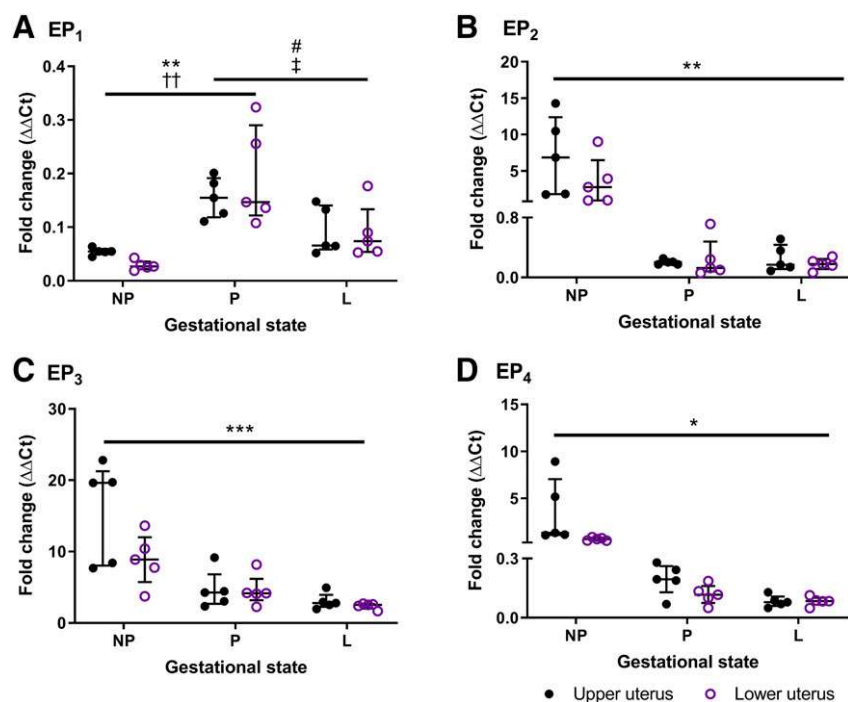 A EP₁
**
††
#
‡
Fold change (ΔΔCt)
0.4
0.3
0.2
0.1
0.0
NP P L
Gestational state
B EP₂
**
Fold change (ΔΔCt)
20
15
10
5
0.8
0.0
NP P L
Gestational state
C EP₃
***
Fold change (ΔΔCt)
30
20
10
0
NP P L
Gestational state
D EP₄
*
Fold change (ΔΔCt)
15
10
5
0.3
0.0
NP P L
Gestational state
Upper uterus Lower uterus